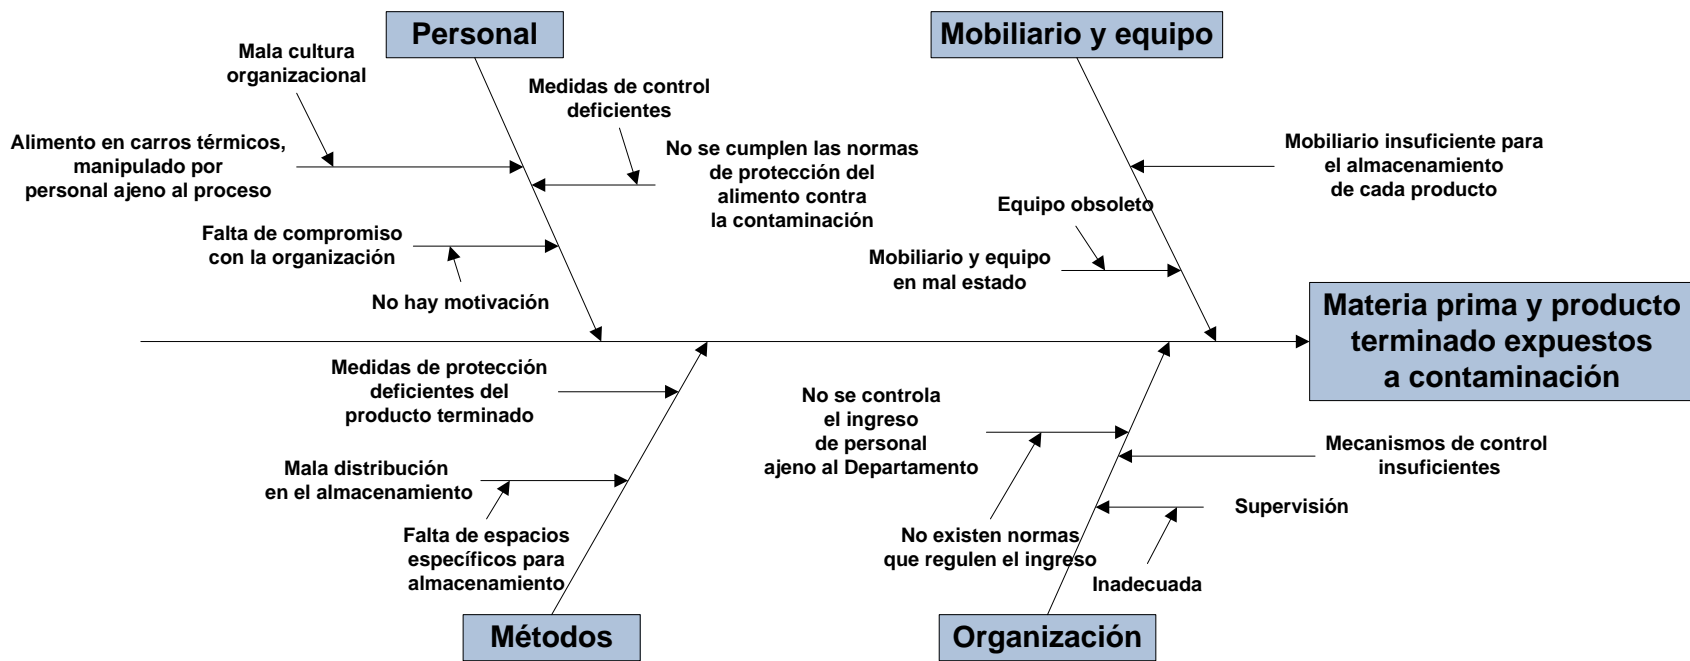 Personal
Mobiliario y equipo
Mala cultura
organizacional
Medidas de control
deficientes
Alimento en carros térmicos,
manipulado por
personal ajeno al proceso
No se cumplen las normas
de protección del
alimento contra
la contaminación
Mobiliario insuficiente para
el almacenamiento
de cada producto
Equipo obsoleto
Falta de compromiso
con la organización
Mobiliario y equipo
en mal estado
No hay motivación
Materia prima y producto
terminado expuestos
a contaminación
Medidas de protección
deficientes del
producto terminado
No se controla
el ingreso
de personal
ajeno al Departamento
Mecanismos de control
insuficientes
Mala distribución
en el almacenamiento
Supervisión
Falta de espacios
específicos para
almacenamiento
No existen normas
que regulen el ingreso
Inadecuada
Métodos
Organización